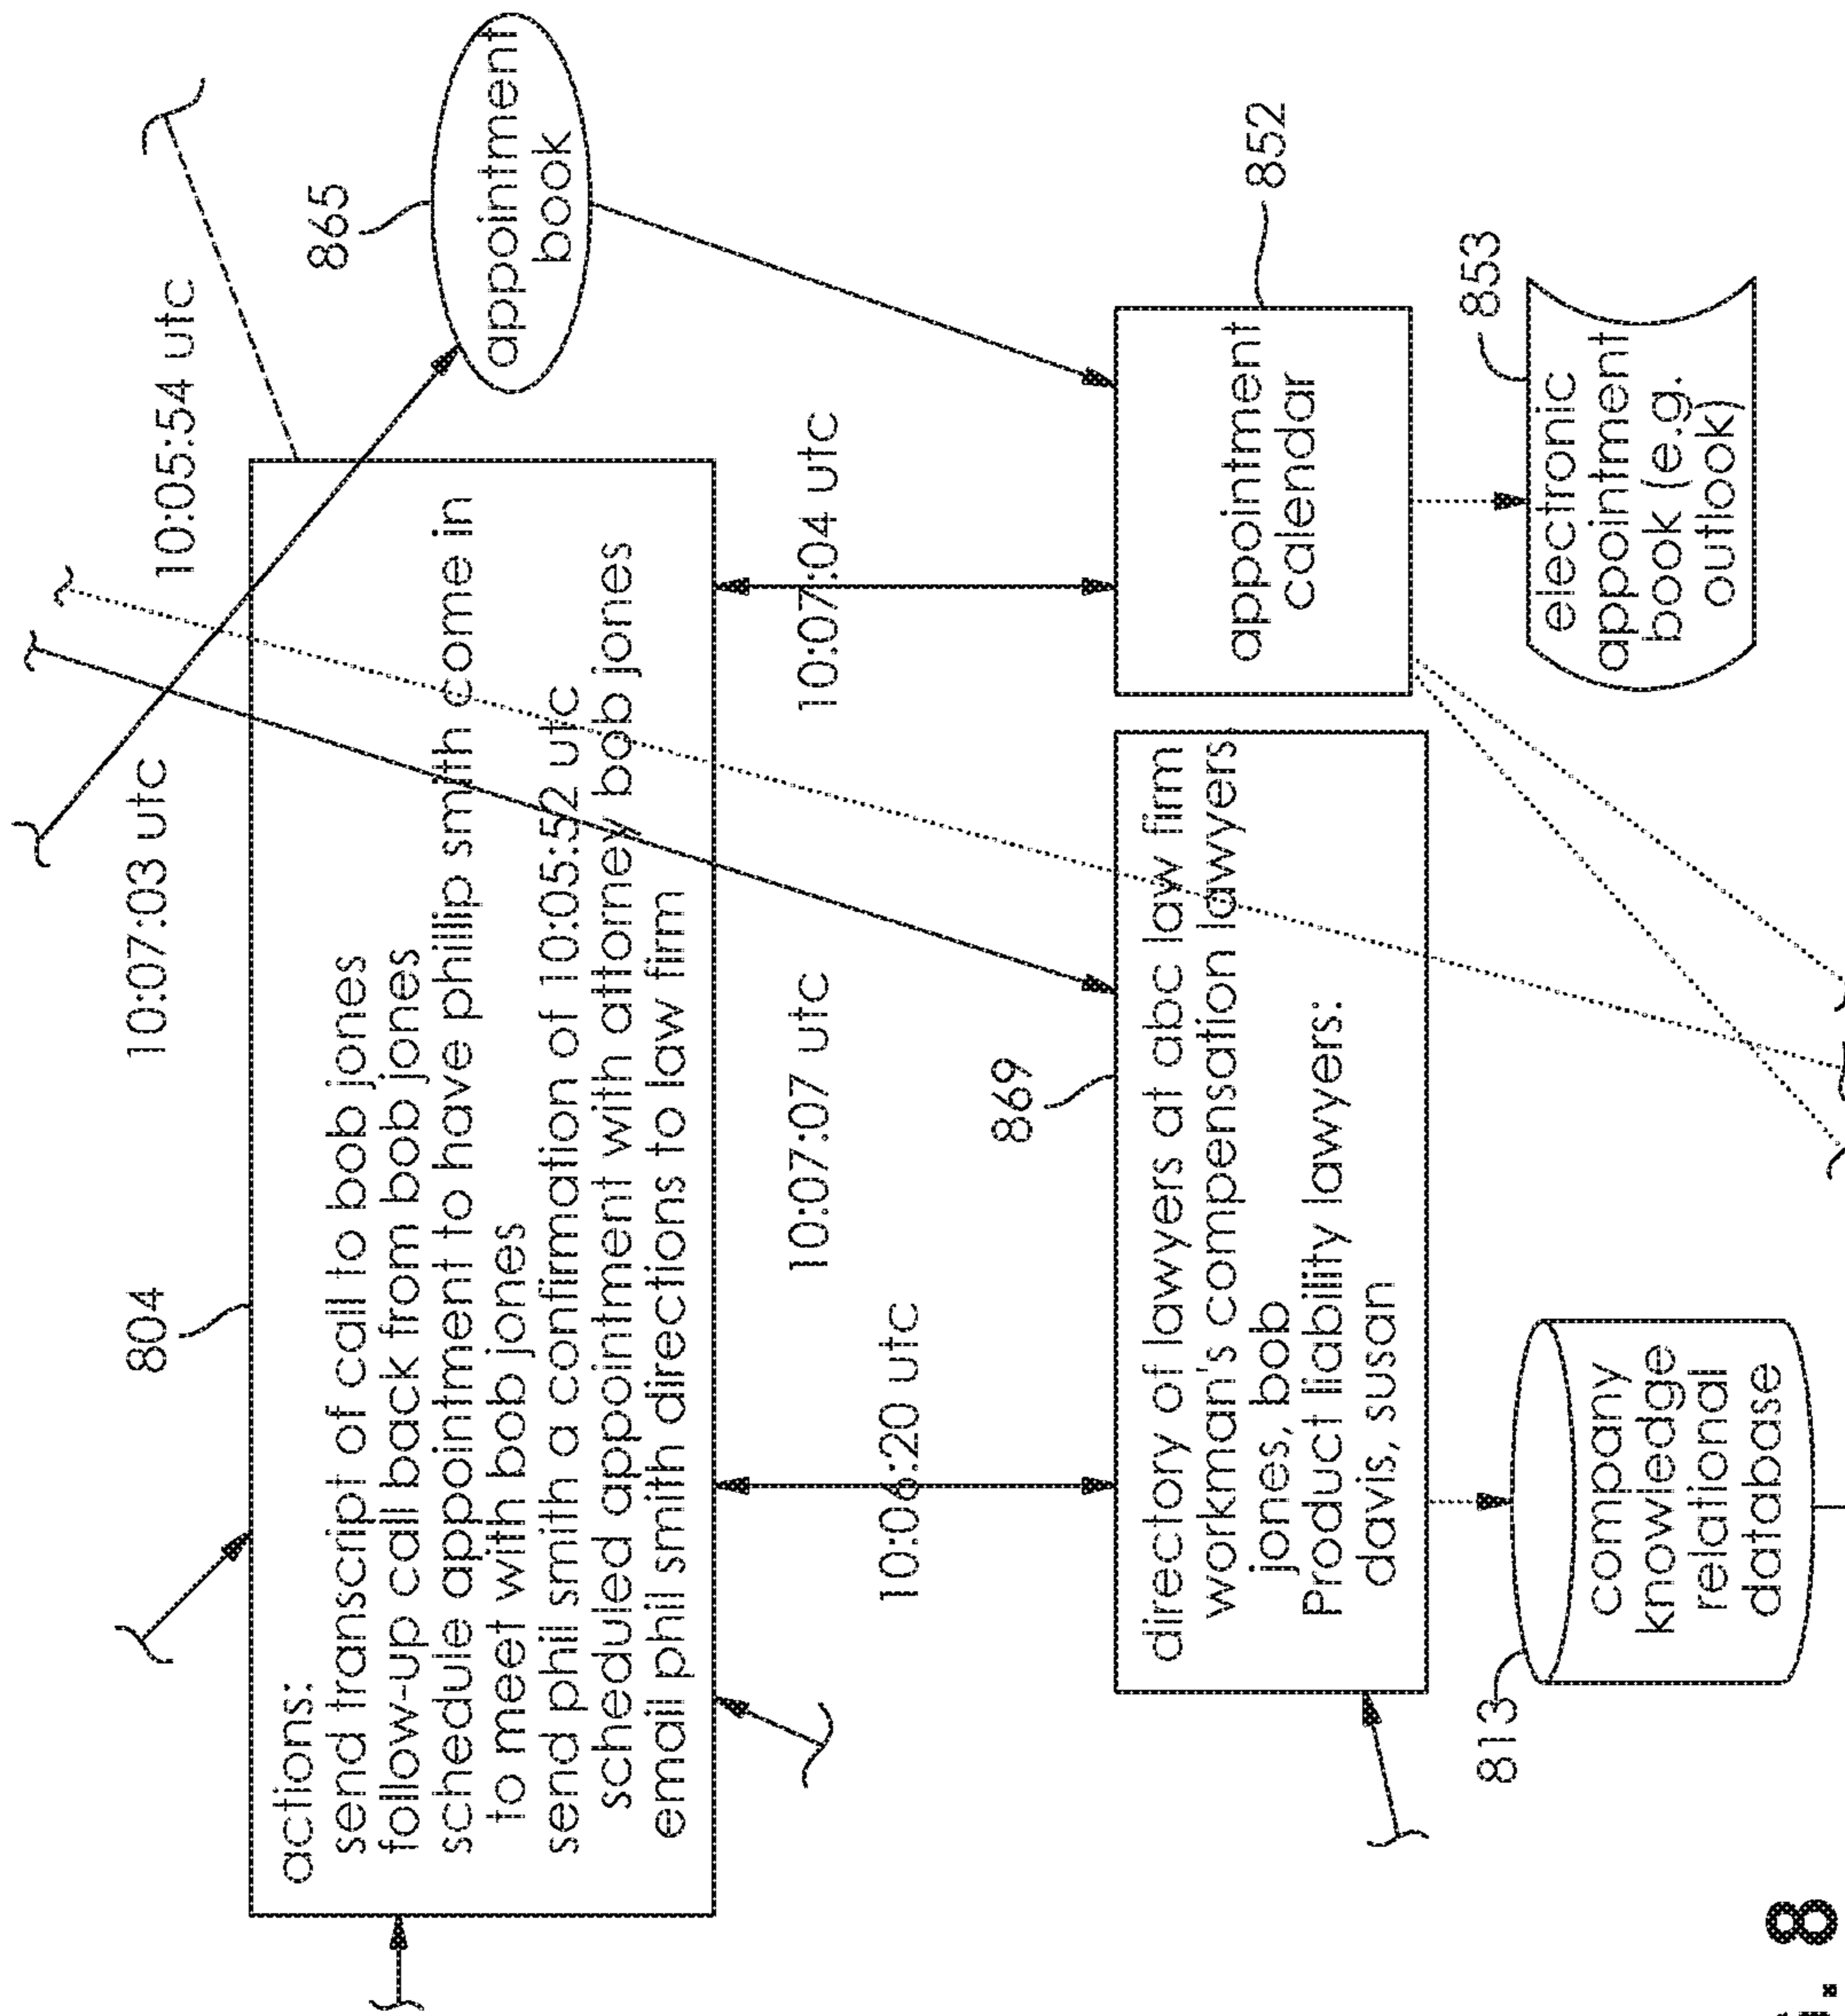 804
10:07:03 utc
10:05:54 utc
actions:
send transcript of call to bob jones
follow-up call back from bob jones
schedule appointment to have phillip smith come in
to meet with bob jones
send phil smith a confirmation of 10:05:52 utc
scheduled appointment with attorney bob jones
email phil smith directions to law firm
865
appointment
book
10:06:20 utc
10:07:07 utc
10:07:04 utc
869
directory of lawyers at abc law firm
workman's compensation lawyers
jones, bob
Product liability lawyers:
davis, susan
852
appointment
calendar
813
company
knowledge
relational
database
853
electronic
appointment
book (e.g.
outlook)
. 8